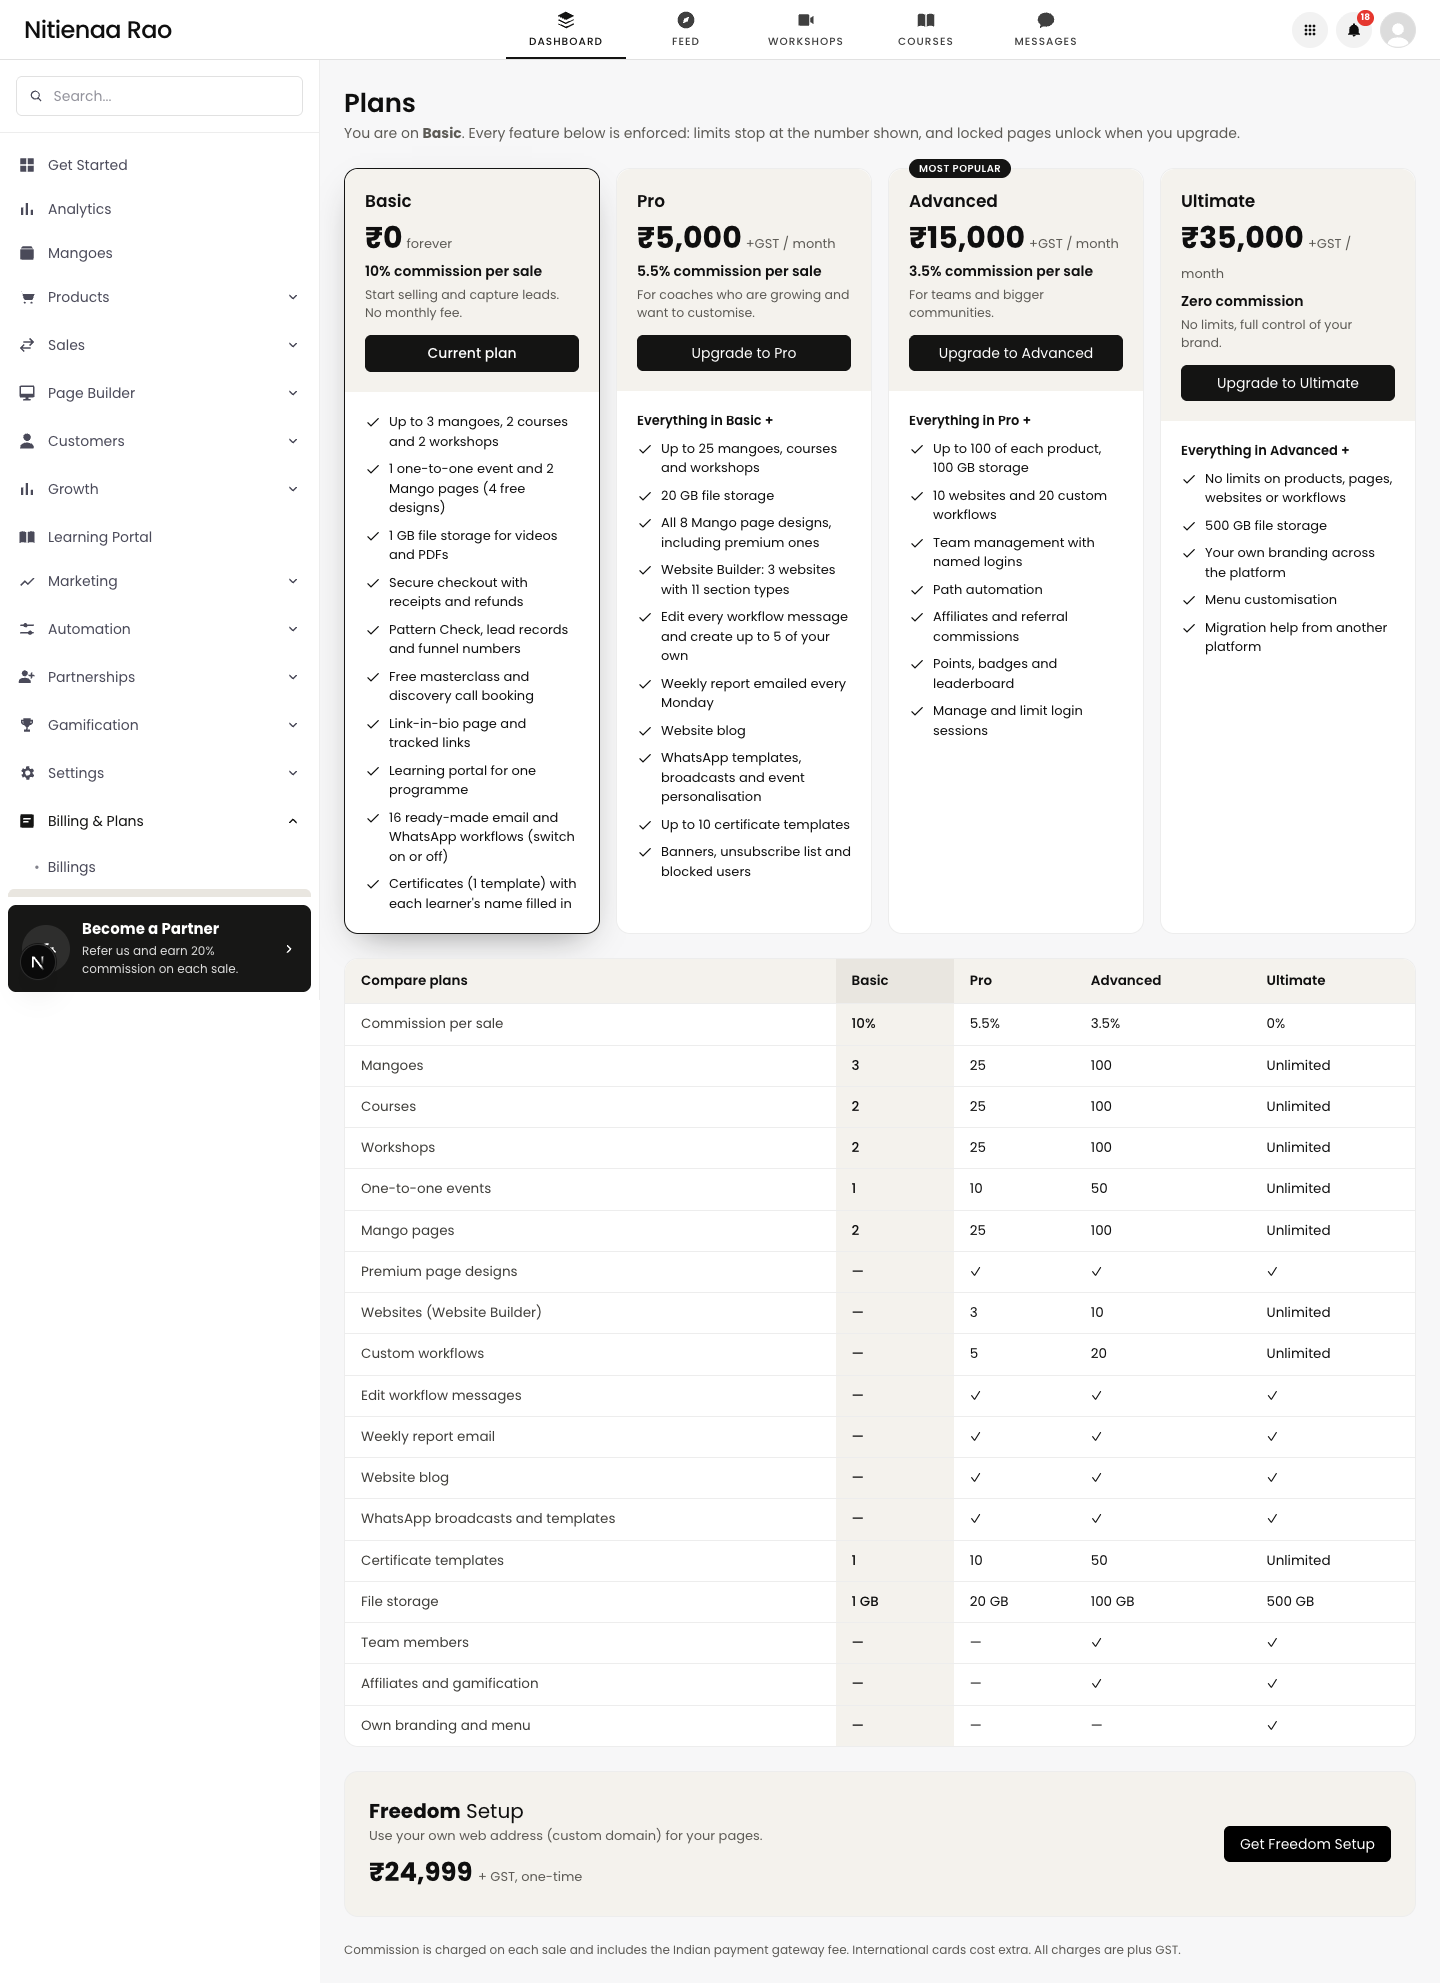 Nitienaa Rao
DASHBOARD
FEED
WORKSHOPS
COURSES
MESSAGES
18
Search...
Get Started
Analytics
Mangoes
Products
Sales
Page Builder
Customers
Growth
Learning Portal
Marketing
Automation
Partnerships
Gamification
Settings
Billing & Plans
• Billings
Become a Partner
Refer us and earn 20%
commission on each sale.
N
Plans
You are on Basic. Every feature below is enforced: limits stop at the number shown, and locked pages unlock when you upgrade.
Basic
₹0 forever
10% commission per sale
Start selling and capture leads.
No monthly fee.
Current plan
Up to 3 mangoes, 2 courses
and 2 workshops
1 one-to-one event and 2
Mango pages (4 free
designs)
1 GB file storage for videos
and PDFs
Secure checkout with
receipts and refunds
Pattern Check, lead records
and funnel numbers
Free masterclass and
discovery call booking
Link-in-bio page and
tracked links
Learning portal for one
programme
16 ready-made email and
WhatsApp workflows (switch
on or off)
Certificates (1 template) with
each learner's name filled in
Pro
₹5,000 +GST / month
5.5% commission per sale
For coaches who are growing and
want to customise.
Upgrade to Pro
Everything in Basic +
Up to 25 mangoes, courses
and workshops
20 GB file storage
All 8 Mango page designs,
including premium ones
Website Builder: 3 websites
with 11 section types
Edit every workflow message
and create up to 5 of your
own
Weekly report emailed every
Monday
Website blog
WhatsApp templates,
broadcasts and event
personalisation
Up to 10 certificate templates
Banners, unsubscribe list and
blocked users
MOST POPULAR
Advanced
₹15,000 +GST / month
3.5% commission per sale
For teams and bigger
communities.
Upgrade to Advanced
Everything in Pro +
Up to 100 of each product,
100 GB storage
10 websites and 20 custom
workflows
Team management with
named logins
Path automation
Affiliates and referral
commissions
Points, badges and
leaderboard
Manage and limit login
sessions
Ultimate
₹35,000 +GST /
month
Zero commission
No limits, full control of your
brand.
Upgrade to Ultimate
Everything in Advanced +
No limits on products, pages,
websites or workflows
500 GB file storage
Your own branding across
the platform
Menu customisation
Migration help from another
platform
Compare plans Basic Pro Advanced Ultimate
Commission per sale 10% 5.5% 3.5% 0%
Mangoes 3 25 100 Unlimited
Courses 2 25 100 Unlimited
Workshops 2 25 100 Unlimited
One-to-one events 1 10 50 Unlimited
Mango pages 2 25 100 Unlimited
Premium page designs — ✓ ✓ ✓
Websites (Website Builder) — 3 10 Unlimited
Custom workflows — 5 20 Unlimited
Edit workflow messages — ✓ ✓ ✓
Weekly report email — ✓ ✓ ✓
Website blog — ✓ ✓ ✓
WhatsApp broadcasts and templates — ✓ ✓ ✓
Certificate templates 1 10 50 Unlimited
File storage 1 GB 20 GB 100 GB 500 GB
Team members — — ✓ ✓
Affiliates and gamification — — ✓ ✓
Own branding and menu — — — ✓
Freedom Setup
Use your own web address (custom domain) for your pages.
₹24,999 + GST, one-time
Get Freedom Setup
Commission is charged on each sale and includes the Indian payment gateway fee. International cards cost extra. All charges are plus GST.